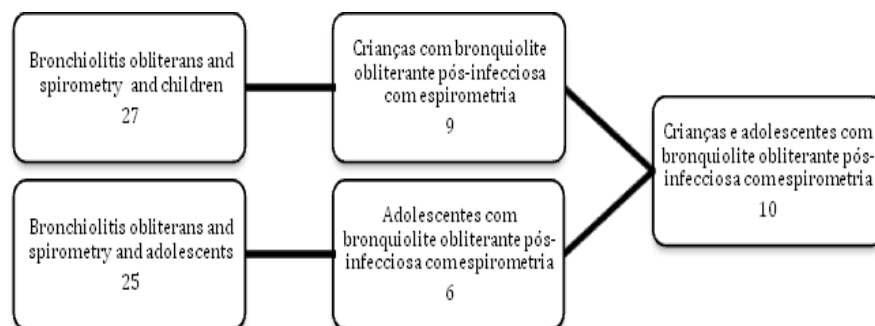 Bronchiolitis obliterans and
spirometry and children
27
Crianças com bronquiolite
obliterante pós-infecciosa
com espirometria
9
Bronchiolitis obliterans and
spirometry and adolescents
25
Adolescentes com
bronquiolite obliterante pós-
infecciosa com espirometria
6
Crianças e adolescentes com
bronquiolite obliterante pós-
infecciosa com espirometria
10